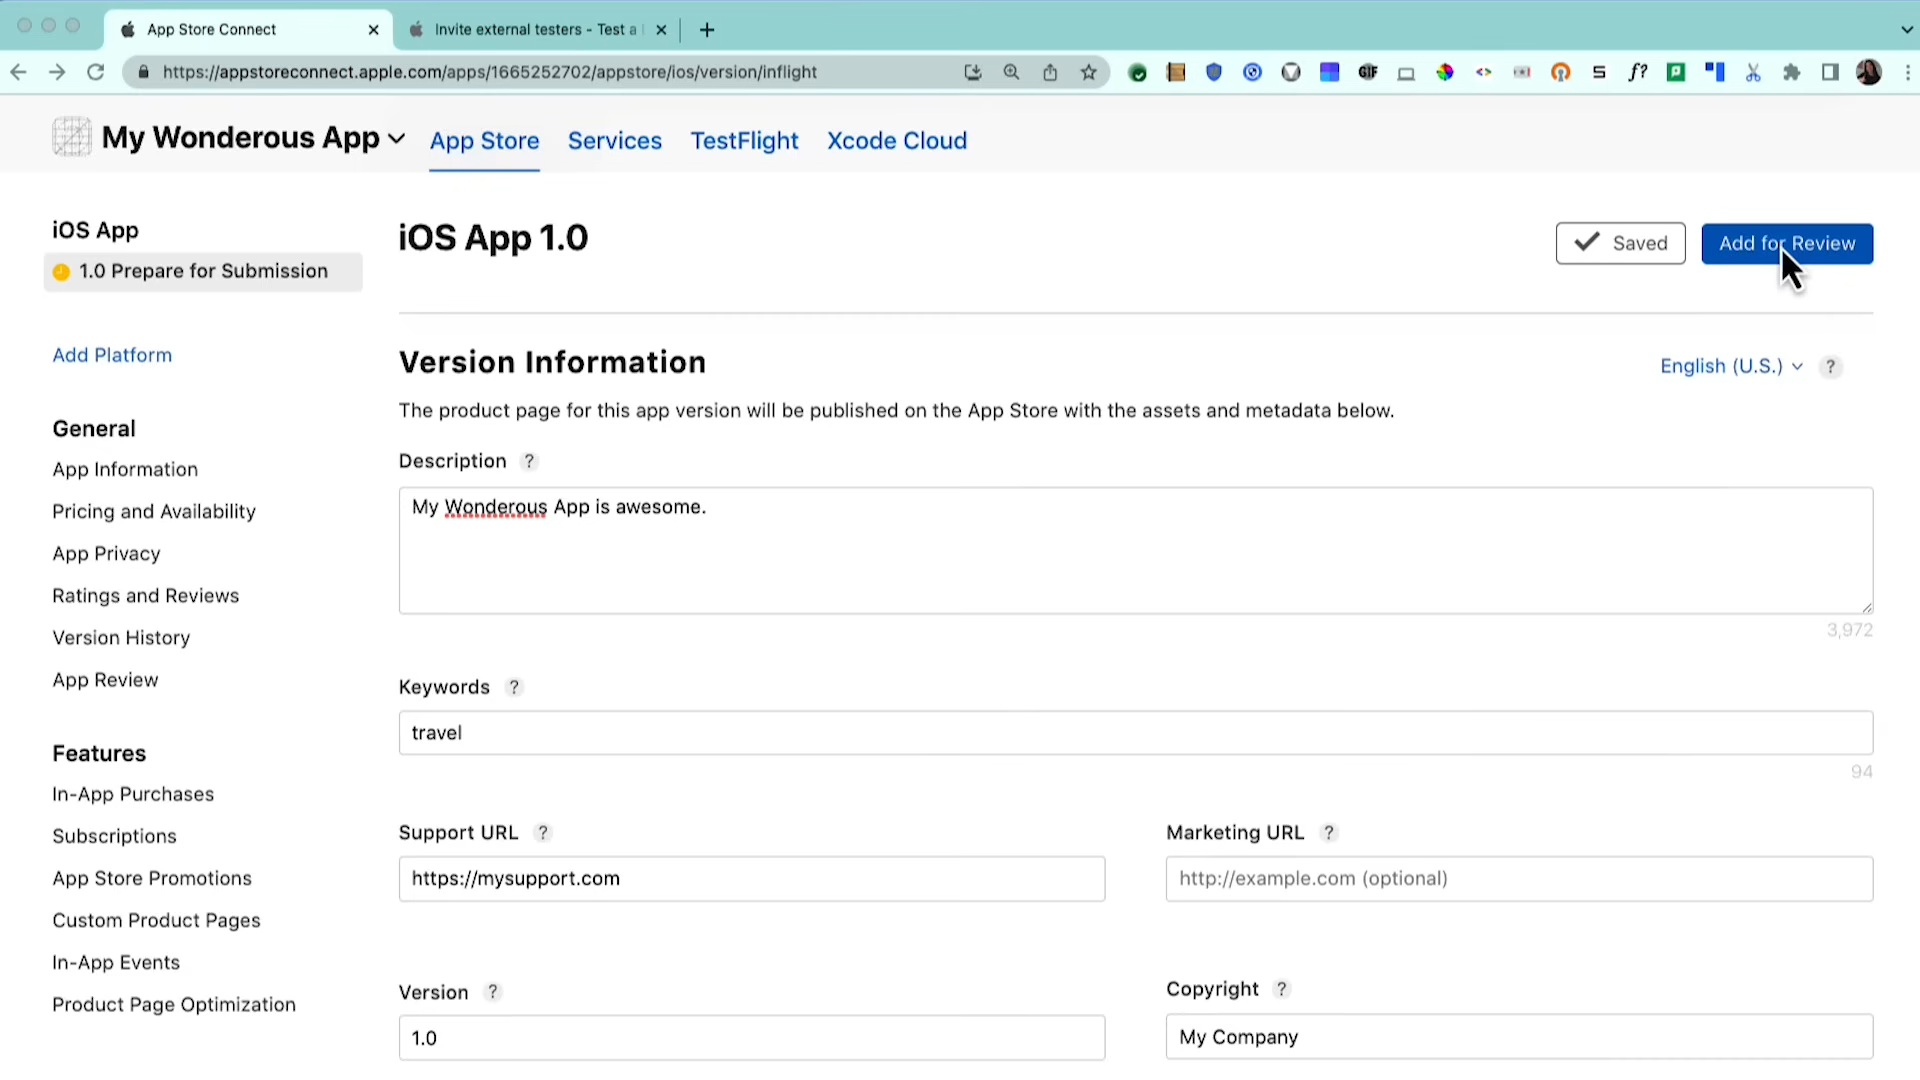 App Store Connect
Invite external testers - Test a
https://appstoreconnect.apple.com/apps/1665252702/appstore/ios/version/inflight
GIF
S
f?
My Wonderous App
App Store
Services
TestFlight
Xcode Cloud
iOS App
1.0 Prepare for Submission
Add Platform
General
App Information
Pricing and Availability
App Privacy
Ratings and Reviews
Version History
App Review
Features
In-App Purchases
Subscriptions
App Store Promotions
Custom Product Pages
In-App Events
Product Page Optimization
iOS App 1.0
Saved
Add for Review
Version Information
English (U.S.)
?
The product page for this app version will be published on the App Store with the assets and metadata below.
Description ?
My Wonderous App is awesome.
3,972
Keywords ?
travel
94
Support URL ?
https://mysupport.com
Marketing URL ?
http://example.com (optional)
Version ?
1.0
Copyright ?
My Company